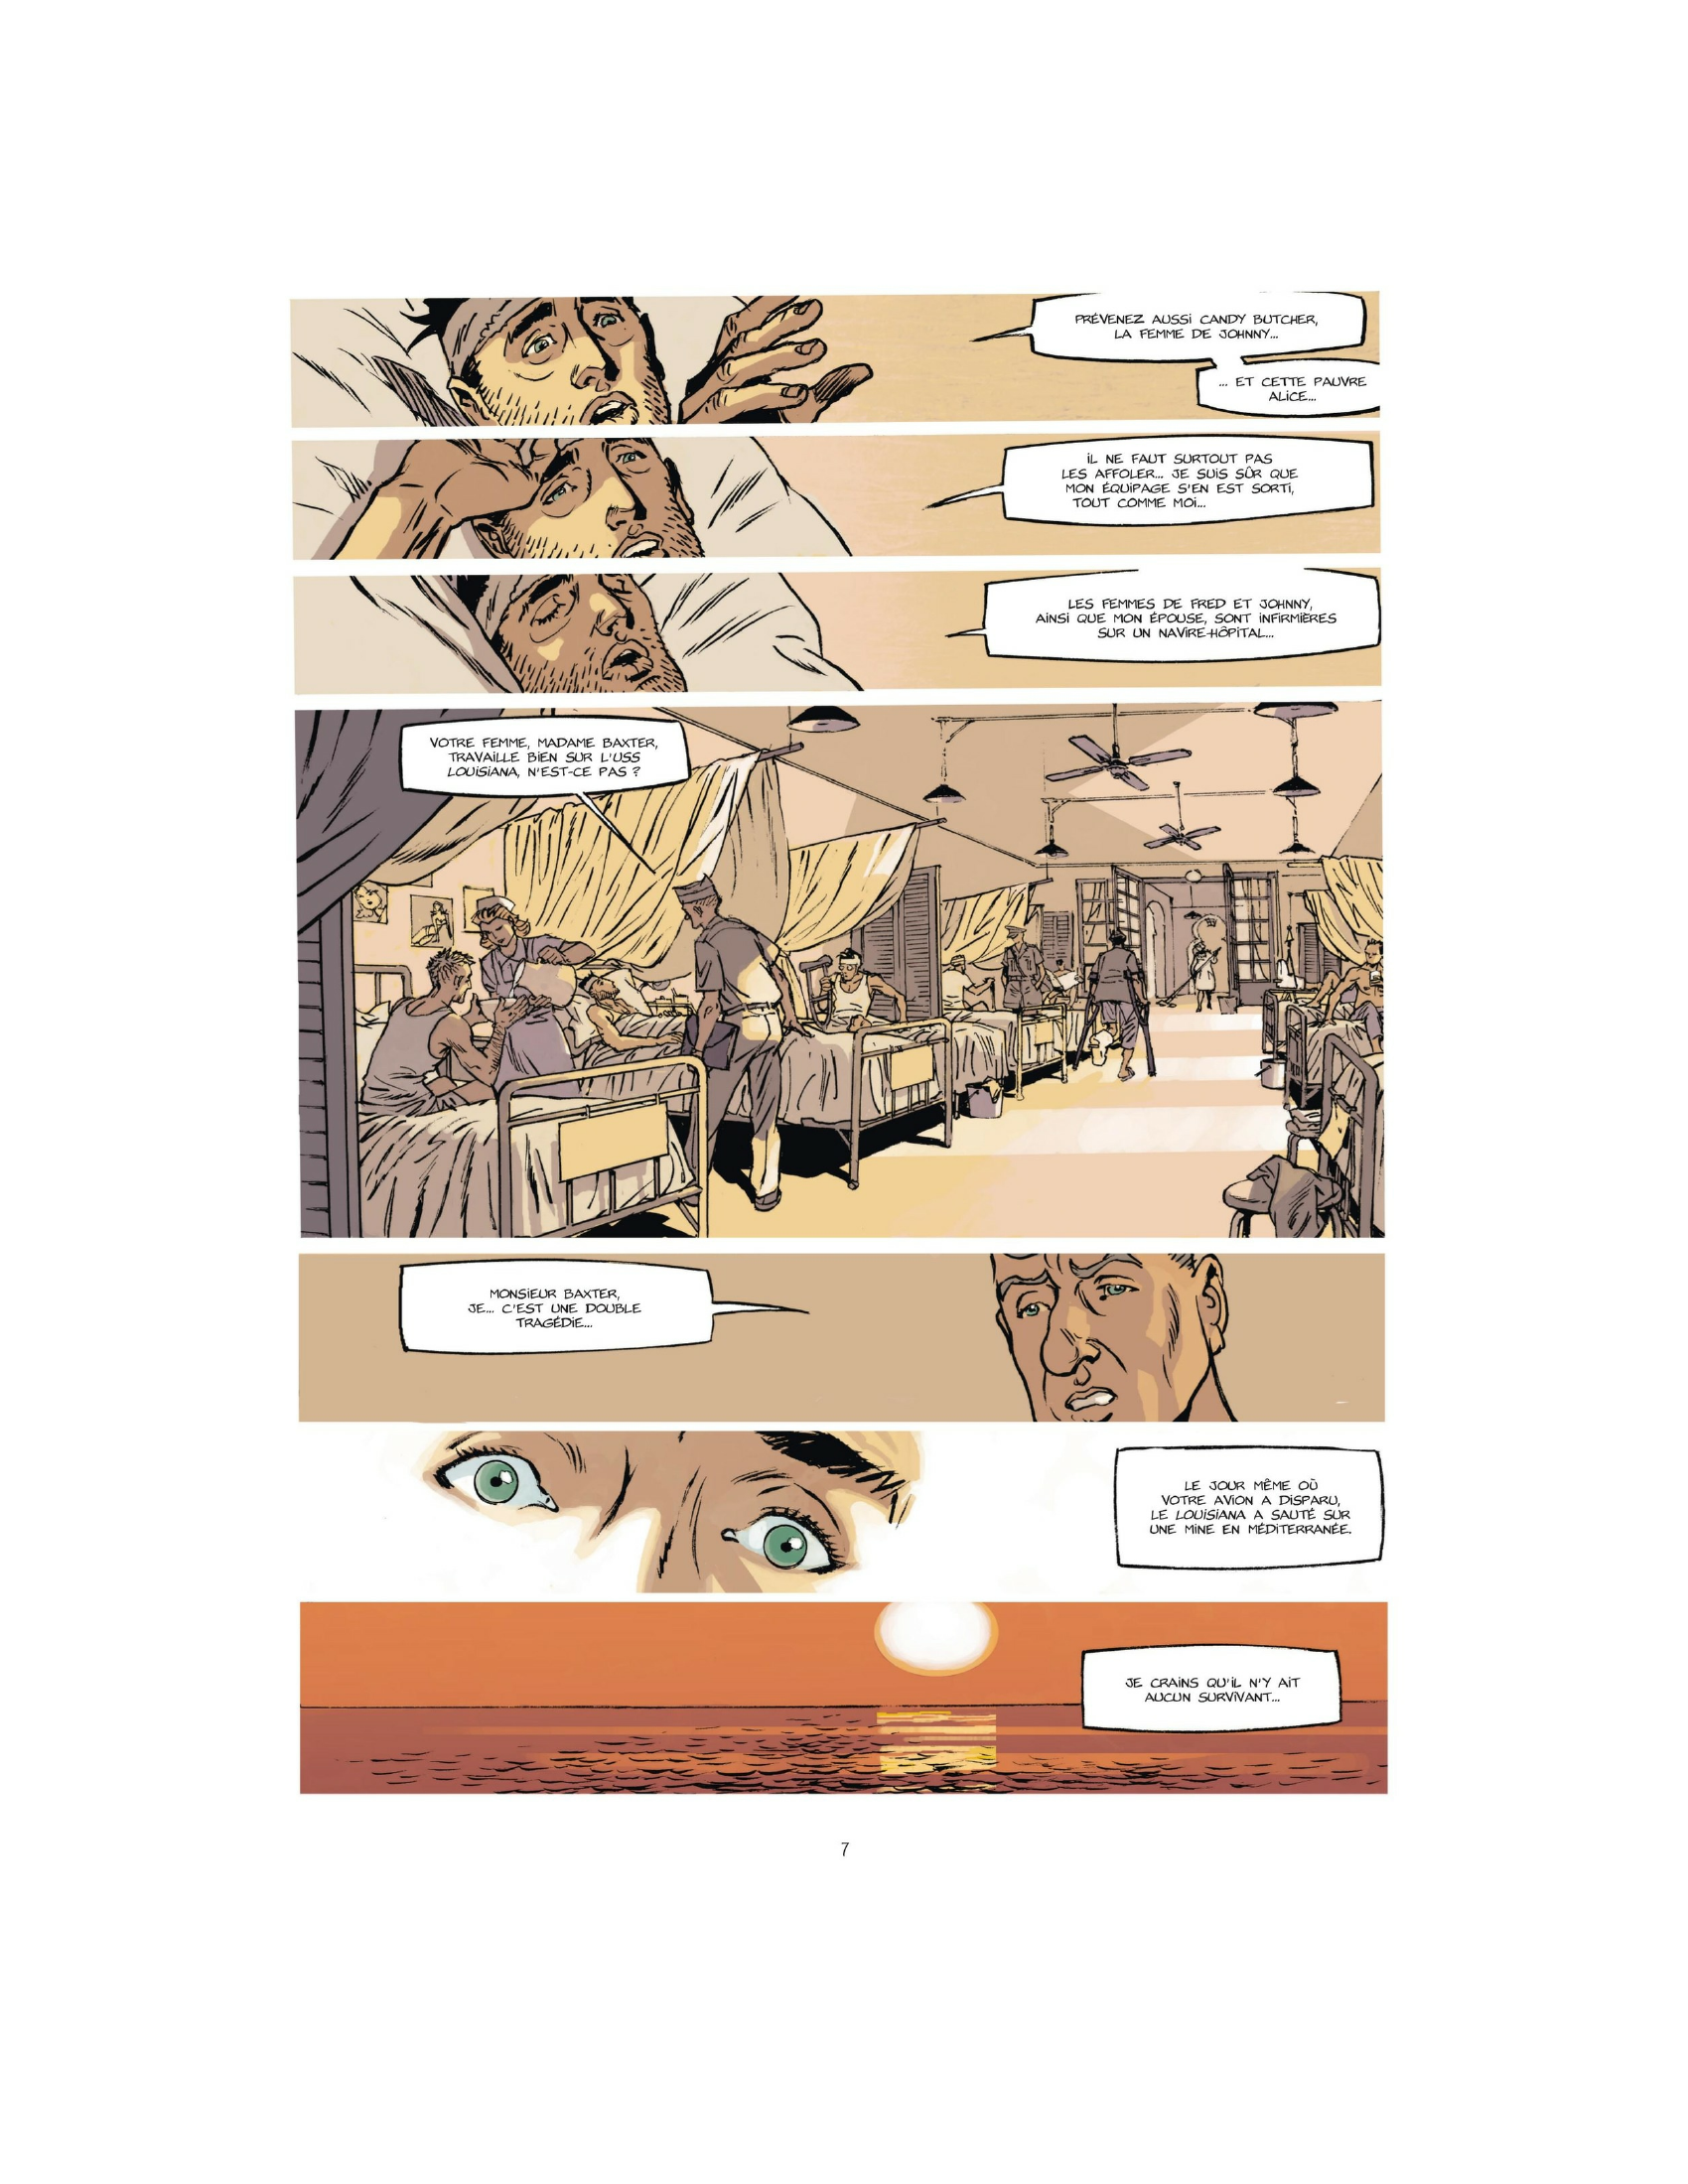 PRÉVENEZ AUSSI CANDY BUTCHER,
LA FEMME DE JOHNNY...
... ET CETTE PAUVRE
ALICE...
IL NE FAUT SURTOUT PAS
LES AFFOLER... JE SUIS SÛR QUE
MON ÉQUIPAGE S'EN EST SORTI,
TOUT COMME MOI...
LES FEMMES DE FRED ET JOHNNY,
AINSI QUE MON ÉPOUSE, SONT INFIRMIÈRES
SUR UN NAVIRE-HÔPITAL...
VOTRE FEMME, MADAME BAXTER,
TRAVAILLE BIEN SUR L'USS
LOUISIANA, N'EST-CE PAS ?
MONSIEUR BAXTER,
JE... C'EST UNE DOUBLE
TRAGÉDIE...
LE JOUR MÊME OÙ
VOTRE AVION A DISPARU,
LE LOUISIANA A SAUTÉ SUR
UNE MINE EN MÉDITERRANÉE.
JE CRAINS QU'IL N'Y AIT
AUCUN SURVIVANT...
7